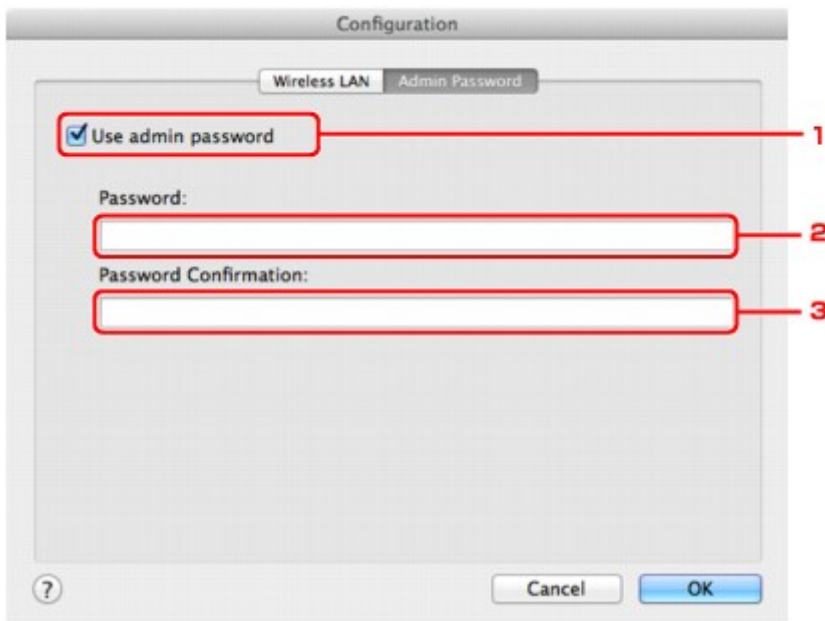 Configuration
Wireless LAN Admin Password
Use admin password 1
Password:
2
Password Confirmation:
3
? Cancel OK